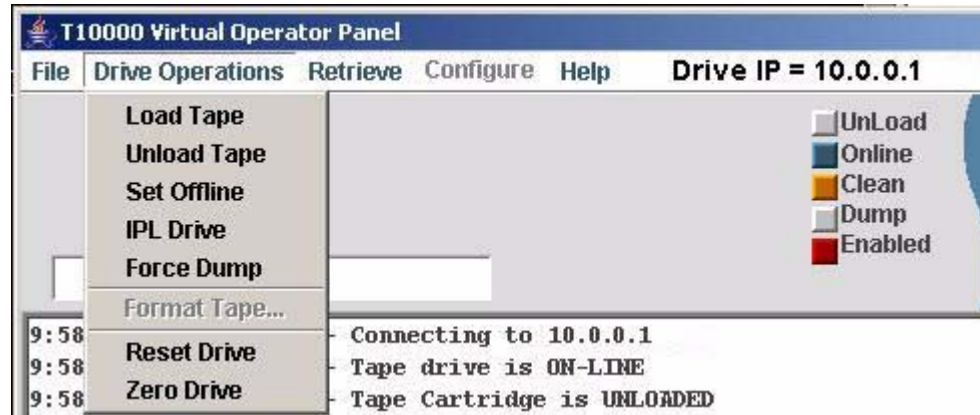 T10000 Virtual Operator Panel
File Drive Operations Retrieve Configure Help Drive IP = 10.0.0.1
Load Tape
Unload Tape
Set Offline
IPL Drive
Force Dump
Format Tape...
Reset Drive
Zero Drive
UnLoad
Online
Clean
Dump
Enabled
9:58 - Connecting to 10.0.0.1
9:58 - Tape drive is ON-LINE
9:58 - Tape Cartridge is UNLOADED